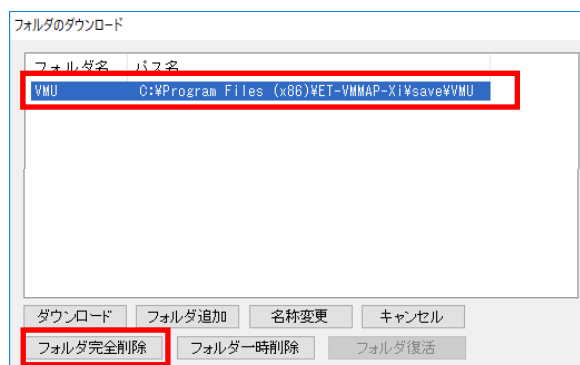 フォルダのダウンロード
フォルダ名 パス名
VMU C:¥Program Files (x86)¥ET-VMMAP-Xi¥save¥VMU
ダウンロード フォルダ追加 名称変更 キャンセル
フォルダ完全削除 フォルダ一時削除 フォルダ復活